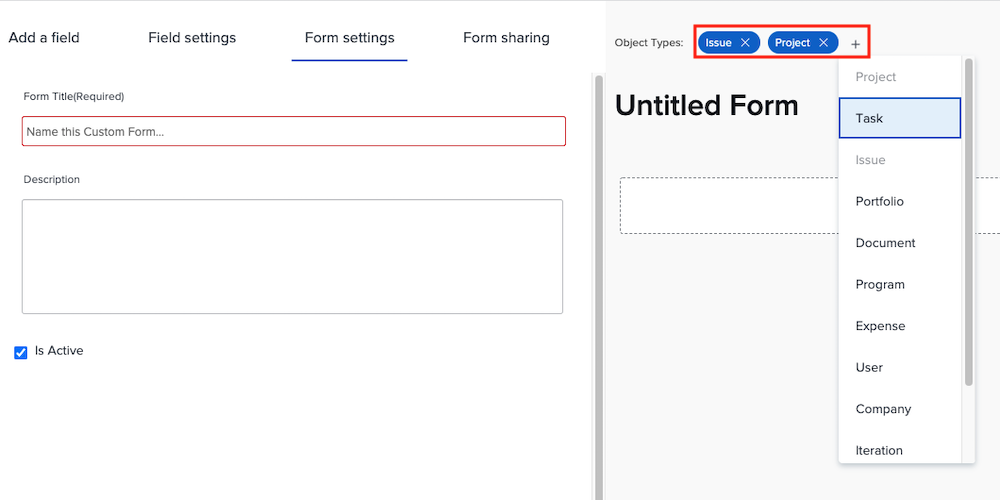 Add a field
Field settings
Form settings
Form sharing
Form Title(Required)
Name this Custom Form...
Description
Is Active
Object Types:
Issue
Project
Untitled Form
Project
Task
Issue
Portfolio
Document
Program
Expense
User
Company
Iteration